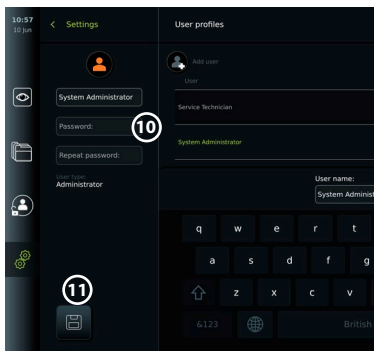 10:57
10 Jun
Settings
User profiles
Add user
User
System Administrator
Service Technician
Password:
10
System Administrator
Repeat password:
User type:
Administrator
User name:
System Administ
q w e r t
a s d f g
11
z x c v
&123
British